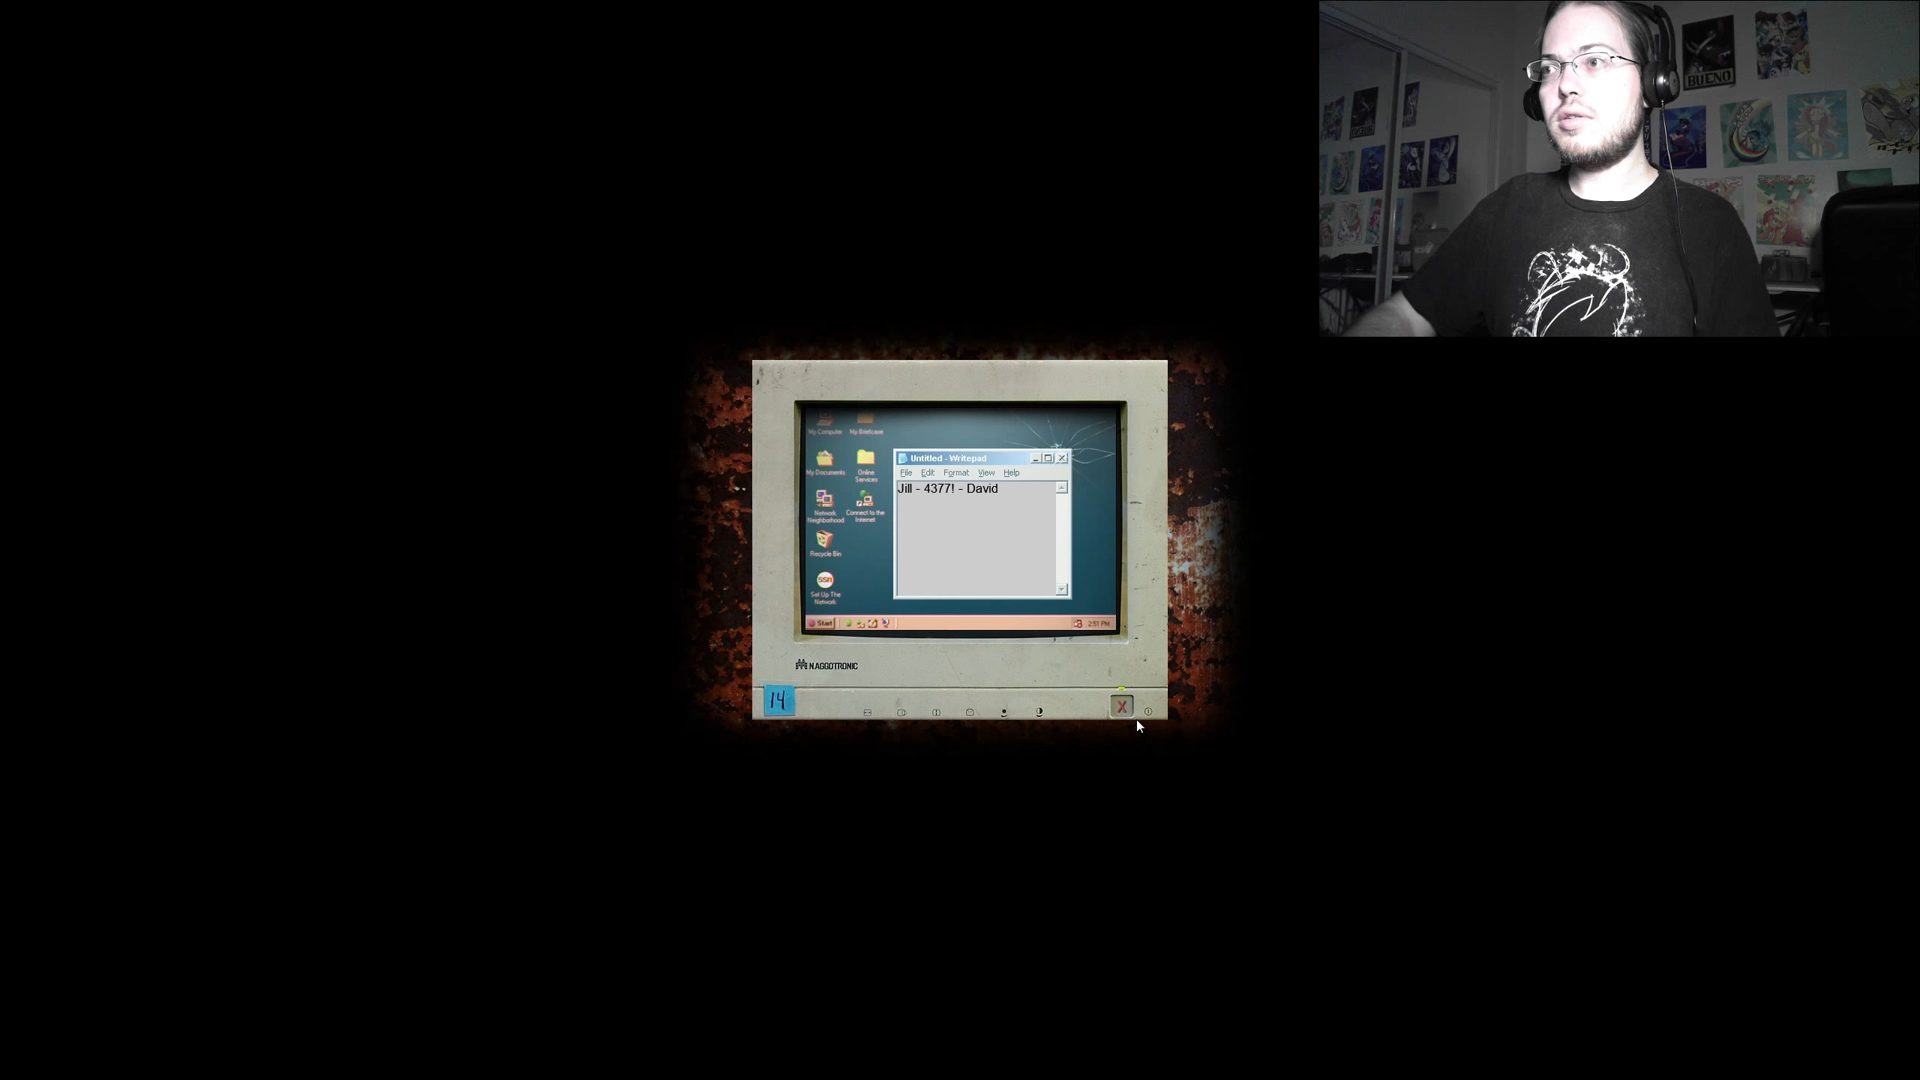 BUENO
My Computer
My Briefcase
My Documents
Online
Services
Network
Neighborhood
Connect to the
Internet
Recycle Bin
SSN
Set Up The
Network
Untitled - Writepad
File Edit Format View Help
Jill - 4377! - David
Start
2:51 PM
NAGGOTRONIC
14
X